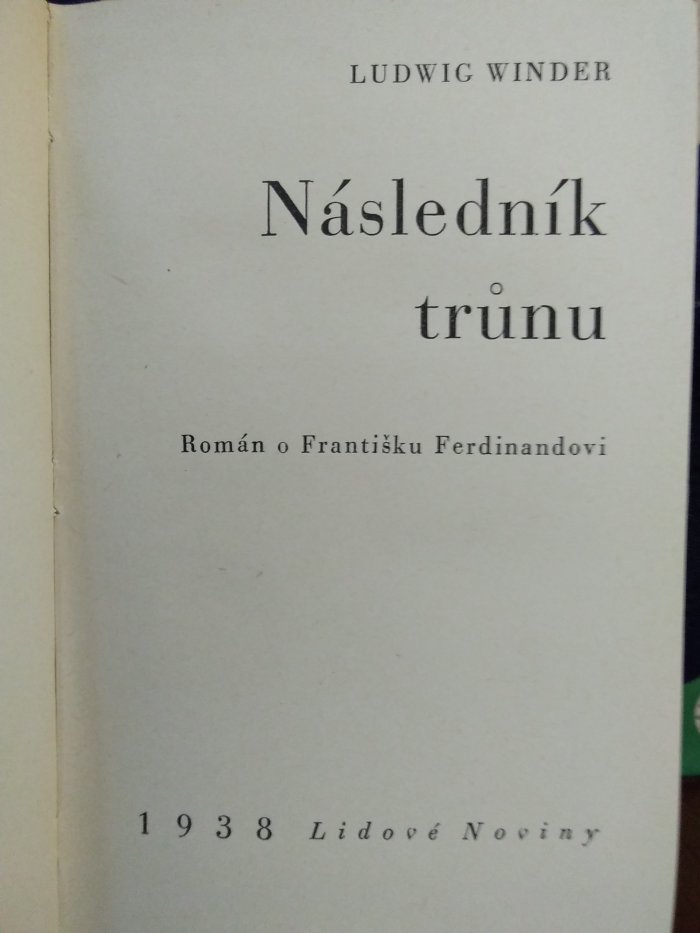 LUDWIG WINDER
Následník
trůnu
Román o Františku Ferdinandovi
1938 Lidové Noviny